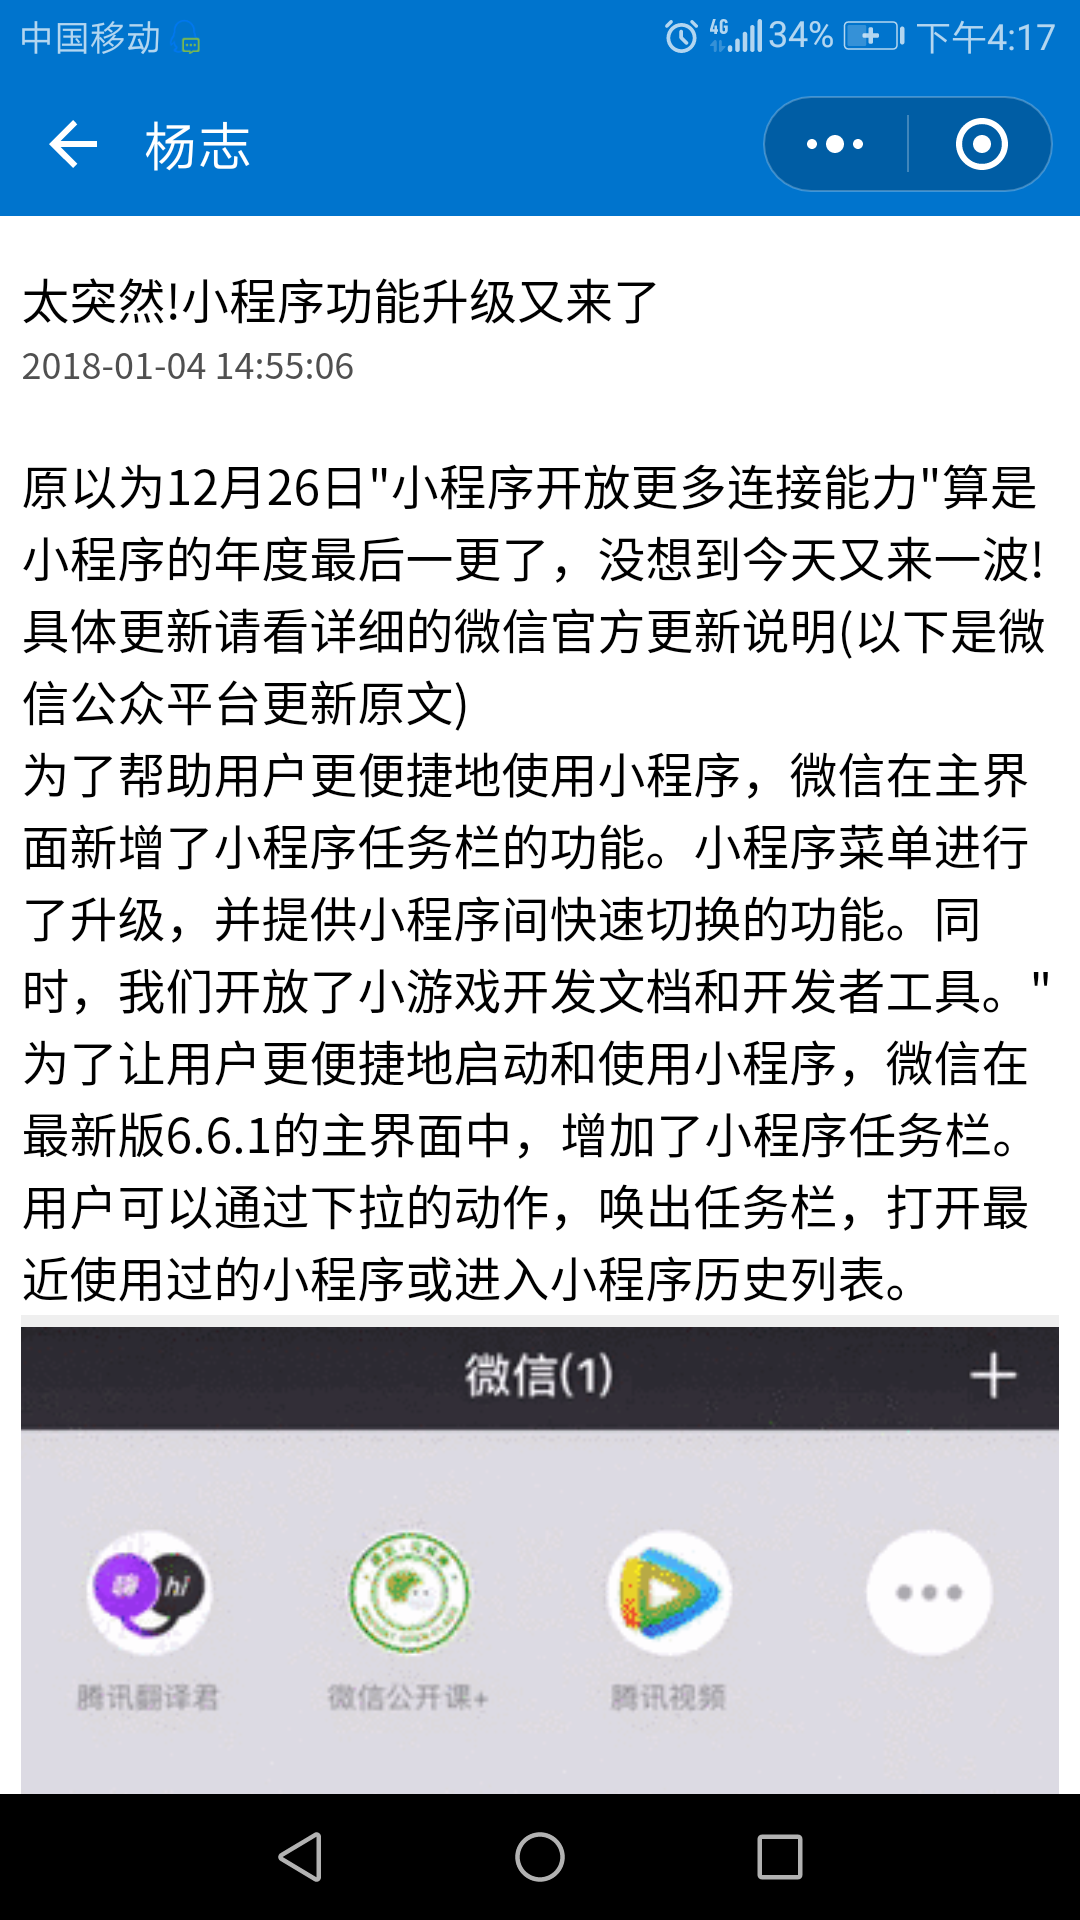 中国移动
4G
34%
下午4:17
杨志
太突然!小程序功能升级又来了
2018-01-04 14:55:06
原以为12月26日"小程序开放更多连接能力"算是
小程序的年度最后一更了，没想到今天又来一波!
具体更新请看详细的微信官方更新说明(以下是微
信公众平台更新原文)
为了帮助用户更便捷地使用小程序，微信在主界
面新增了小程序任务栏的功能。小程序菜单进行
了升级，并提供小程序间快速切换的功能。同
时，我们开放了小游戏开发文档和开发者工具。"
为了让用户更便捷地启动和使用小程序，微信在
最新版6.6.1的主界面中，增加了小程序任务栏。
用户可以通过下拉的动作，唤出任务栏，打开最
近使用过的小程序或进入小程序历史列表。
微信(1)
hi
腾讯翻译君
微信公开课+
腾讯视频